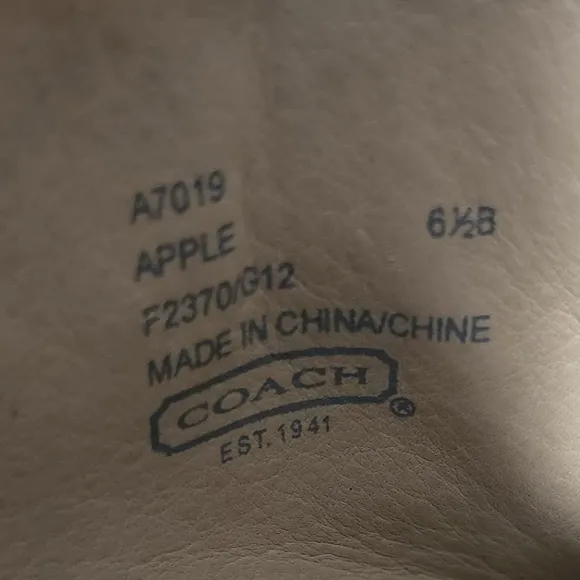 A7019
APPLE 6½B
F2370/G12
MADE IN CHINA/CHINE
COACH®
EST. 1941